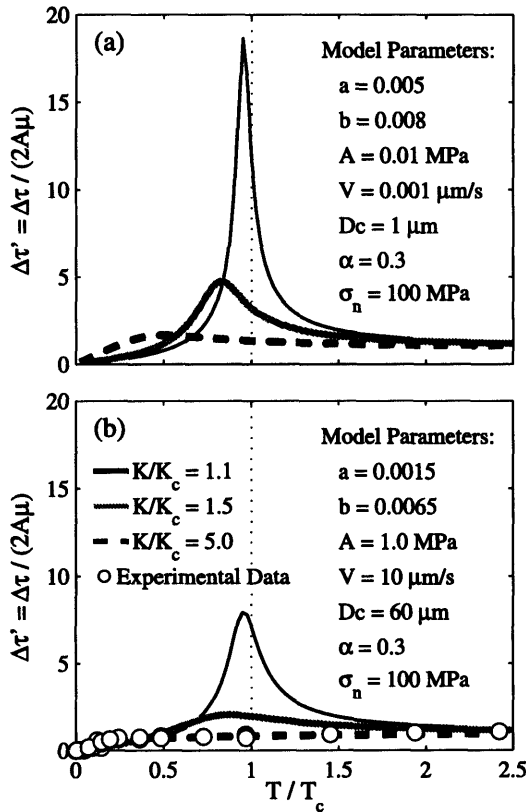 (a)
20
15
10
5
0
Δτ' = Δτ / (2Aμ)
Model Parameters:
a = 0.005
b = 0.008
A = 0.01 MPa
V = 0.001 μm/s
Dc = 1 μm
α = 0.3
σn = 100 MPa
(b)
20
15
10
5
0
Δτ' = Δτ / (2Aμ)
K/Kc = 1.1
K/Kc = 1.5
K/Kc = 5.0
Experimental Data
Model Parameters:
a = 0.0015
b = 0.0065
A = 1.0 MPa
V = 10 μm/s
Dc = 60 μm
α = 0.3
σn = 100 MPa
0 0.5 1 1.5 2 2.5
T / Tc